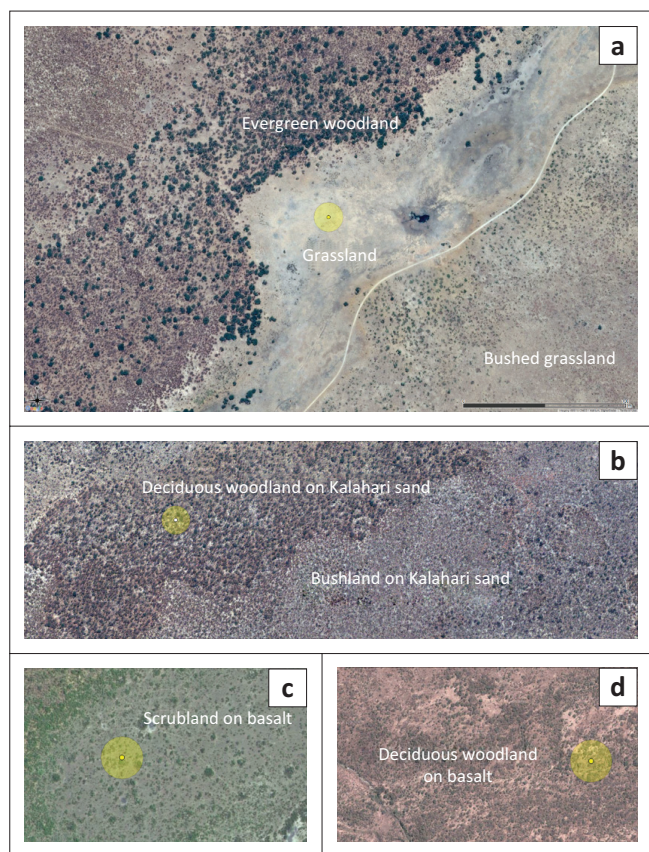 a
Evergreen woodland
Grassland
Bushed grassland
b
Deciduous woodland on Kalahari sand
Bushland on Kalahari sand
c
Scrubland on basalt
d
Deciduous woodland
on basalt